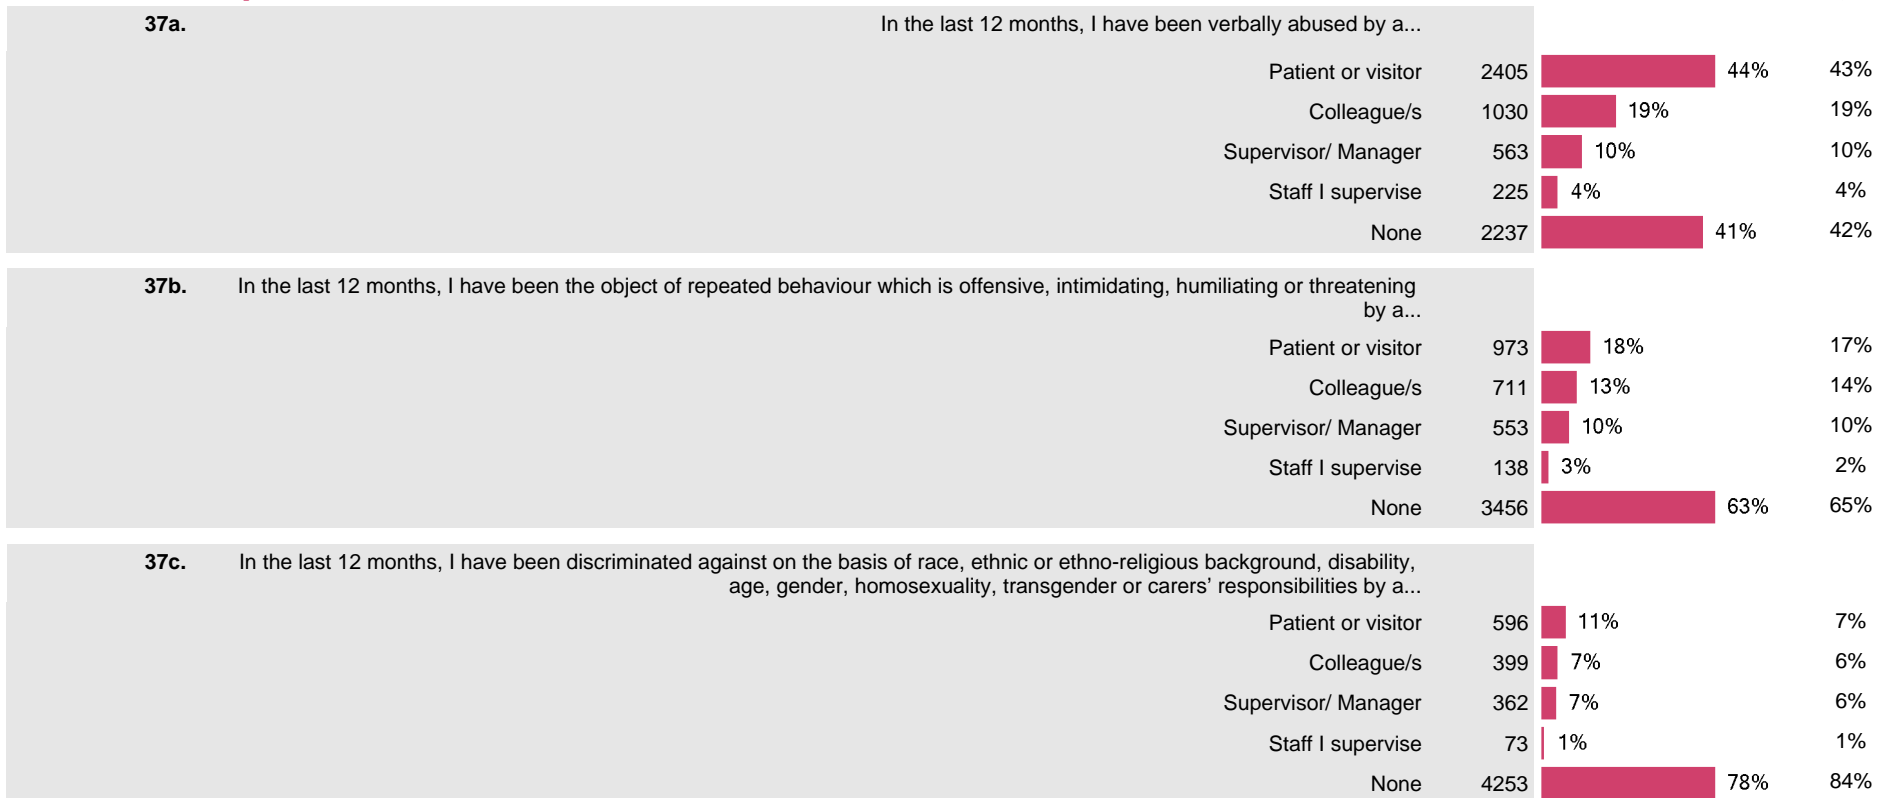 37a. In the last 12 months, I have been verbally abused by a...
Patient or visitor 2405 44% 43%
Colleague/s 1030 19% 19%
Supervisor/ Manager 563 10% 10%
Staff I supervise 225 4% 4%
None 2237 41% 42%
37b. In the last 12 months, I have been the object of repeated behaviour which is offensive, intimidating, humiliating or threatening
by a...
Patient or visitor 973 18% 17%
Colleague/s 711 13% 14%
Supervisor/ Manager 553 10% 10%
Staff I supervise 138 3% 2%
None 3456 63% 65%
37c. In the last 12 months, I have been discriminated against on the basis of race, ethnic or ethno-religious background, disability,
age, gender, homosexuality, transgender or carers’ responsibilities by a...
Patient or visitor 596 11% 7%
Colleague/s 399 7% 6%
Supervisor/ Manager 362 7% 6%
Staff I supervise 73 1% 1%
None 4253 78% 84%